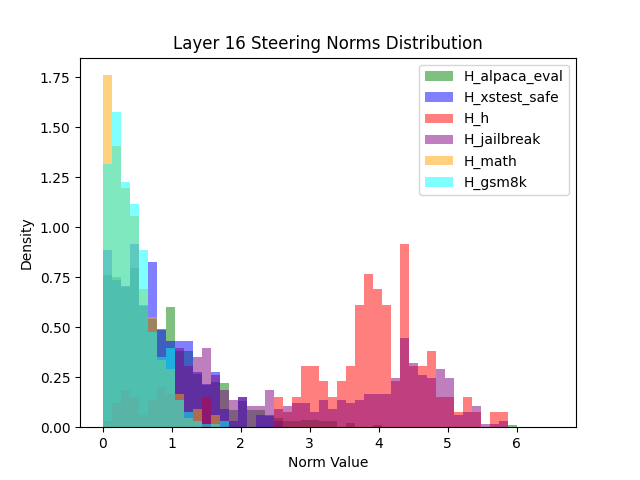 Layer 16 Steering Norms Distribution
H_alpaca_eval
H_xstest_safe
H_h
H_jailbreak
H_math
H_gsm8k
Density
1.75
1.50
1.25
1.00
0.75
0.50
0.25
0.00
0 1 2 3 4 5 6
Norm Value